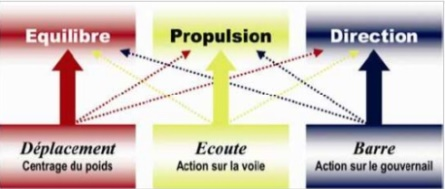 Equilibre Propulsion Direction
Déplacement Ecoute Barre
Centrage du poids Action sur la voile Action sur le gouvernail